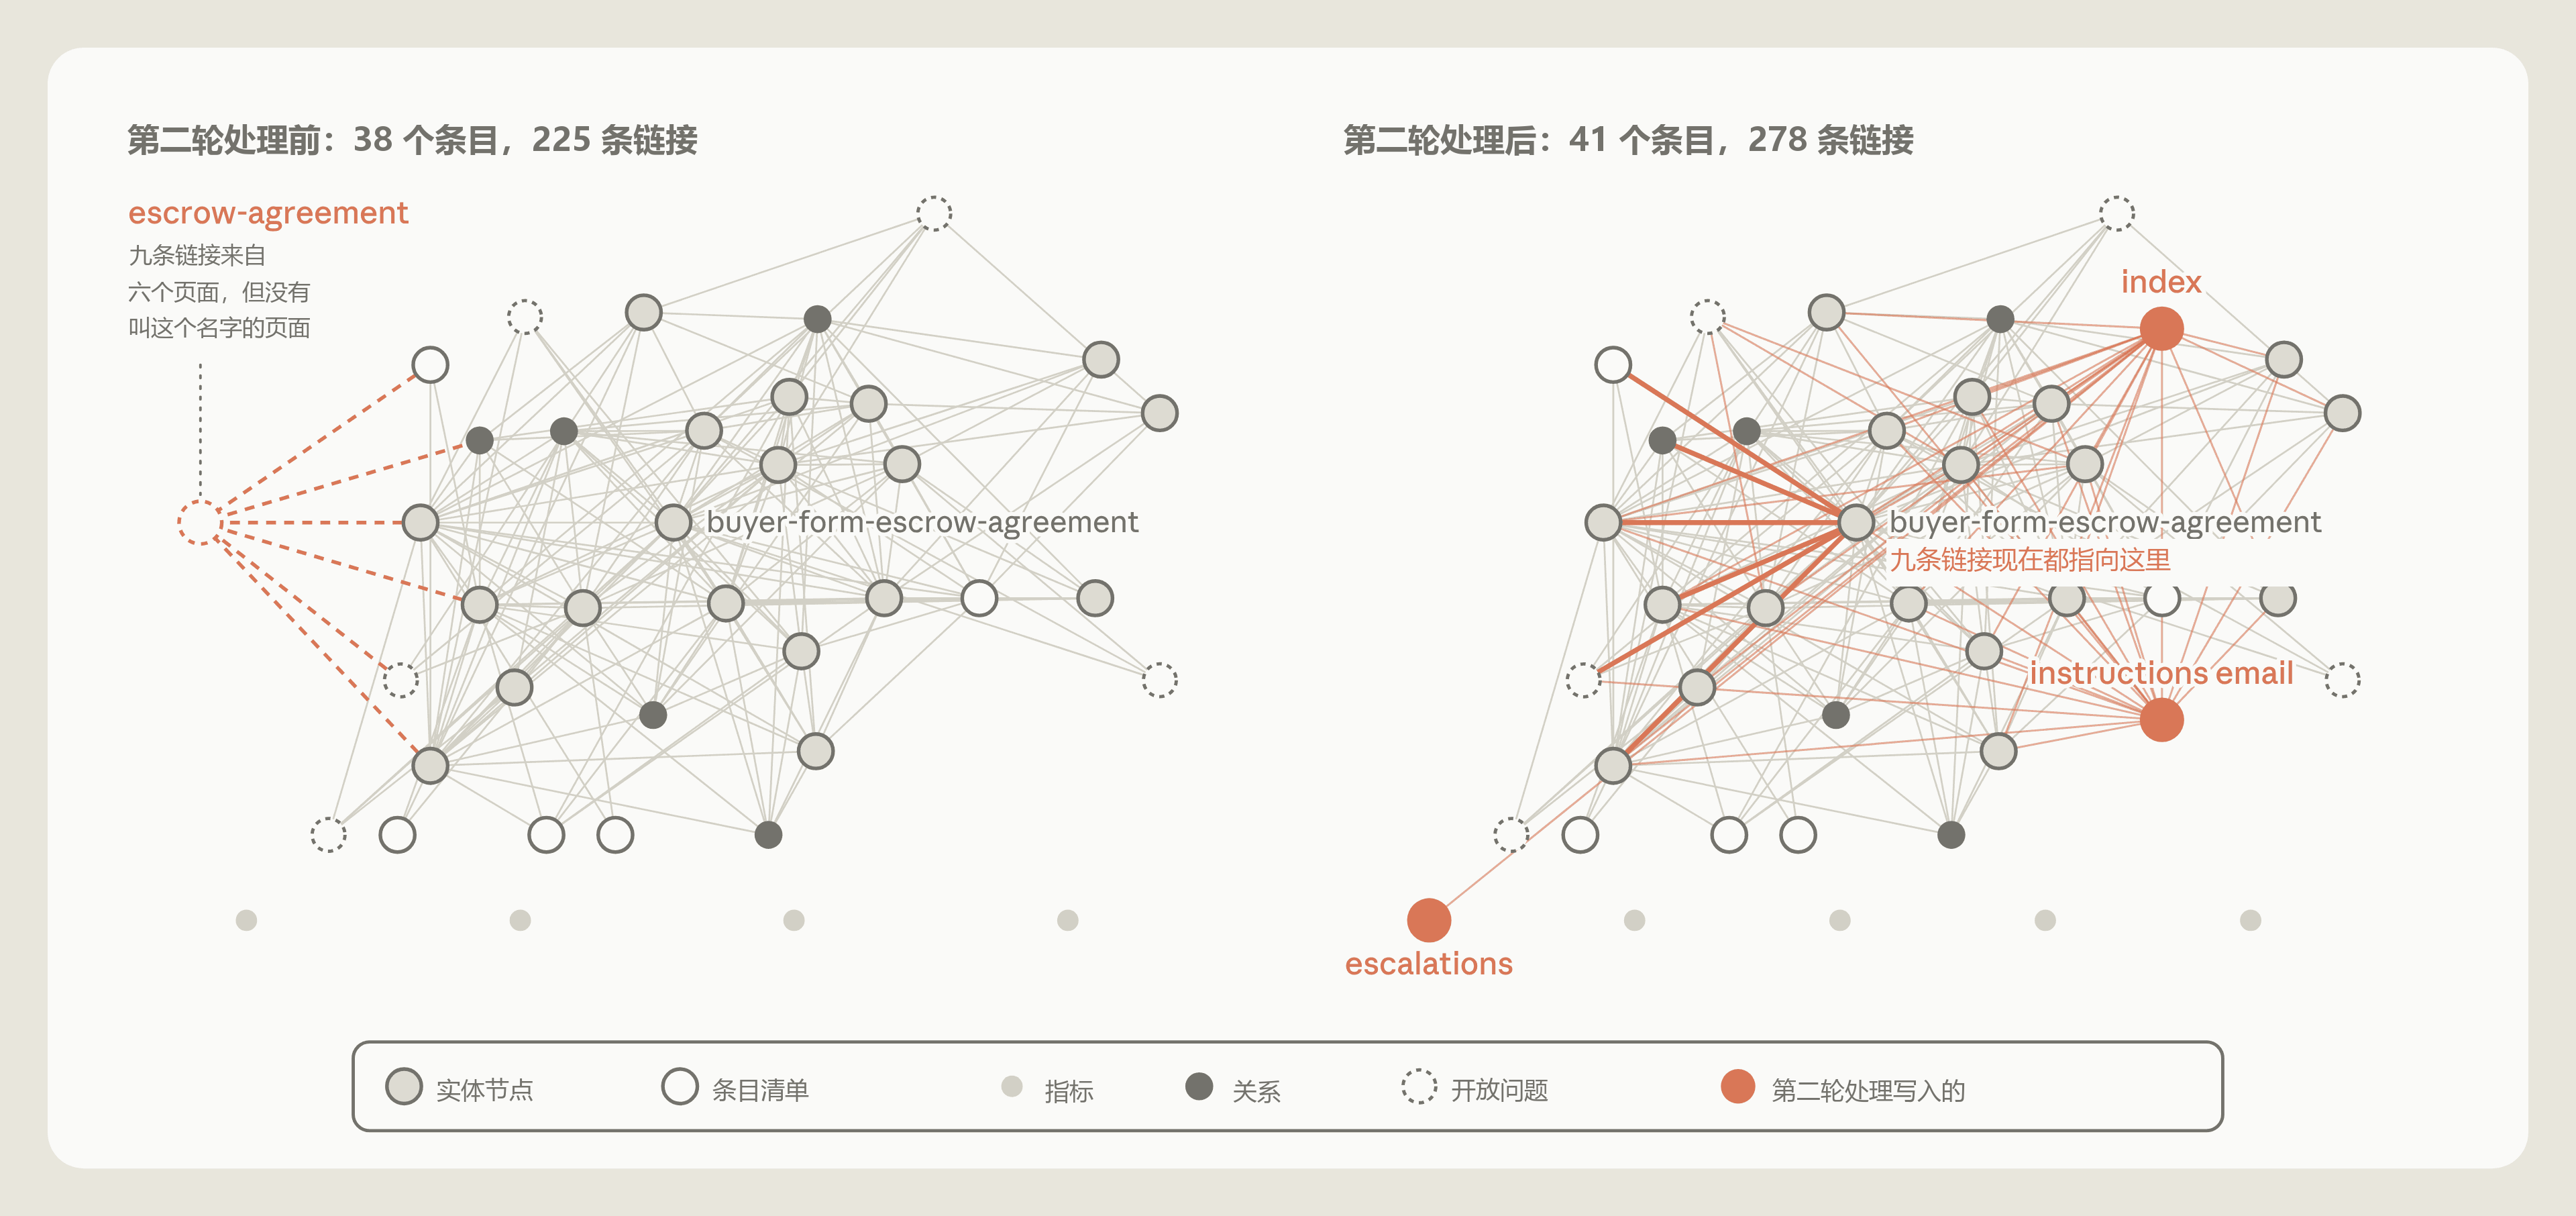 第二轮处理前：38 个条目，225 条链接
escrow-agreement
九条链接来自
六个页面，但没有
叫这个名字的页面
buyer-form-escrow-agreement
第二轮处理后：41 个条目，278 条链接
index
buyer-form-escrow-agreement
九条链接现在都指向这里
instructions email
escalations
实体节点
条目清单
指标
关系
开放问题
第二轮处理写入的